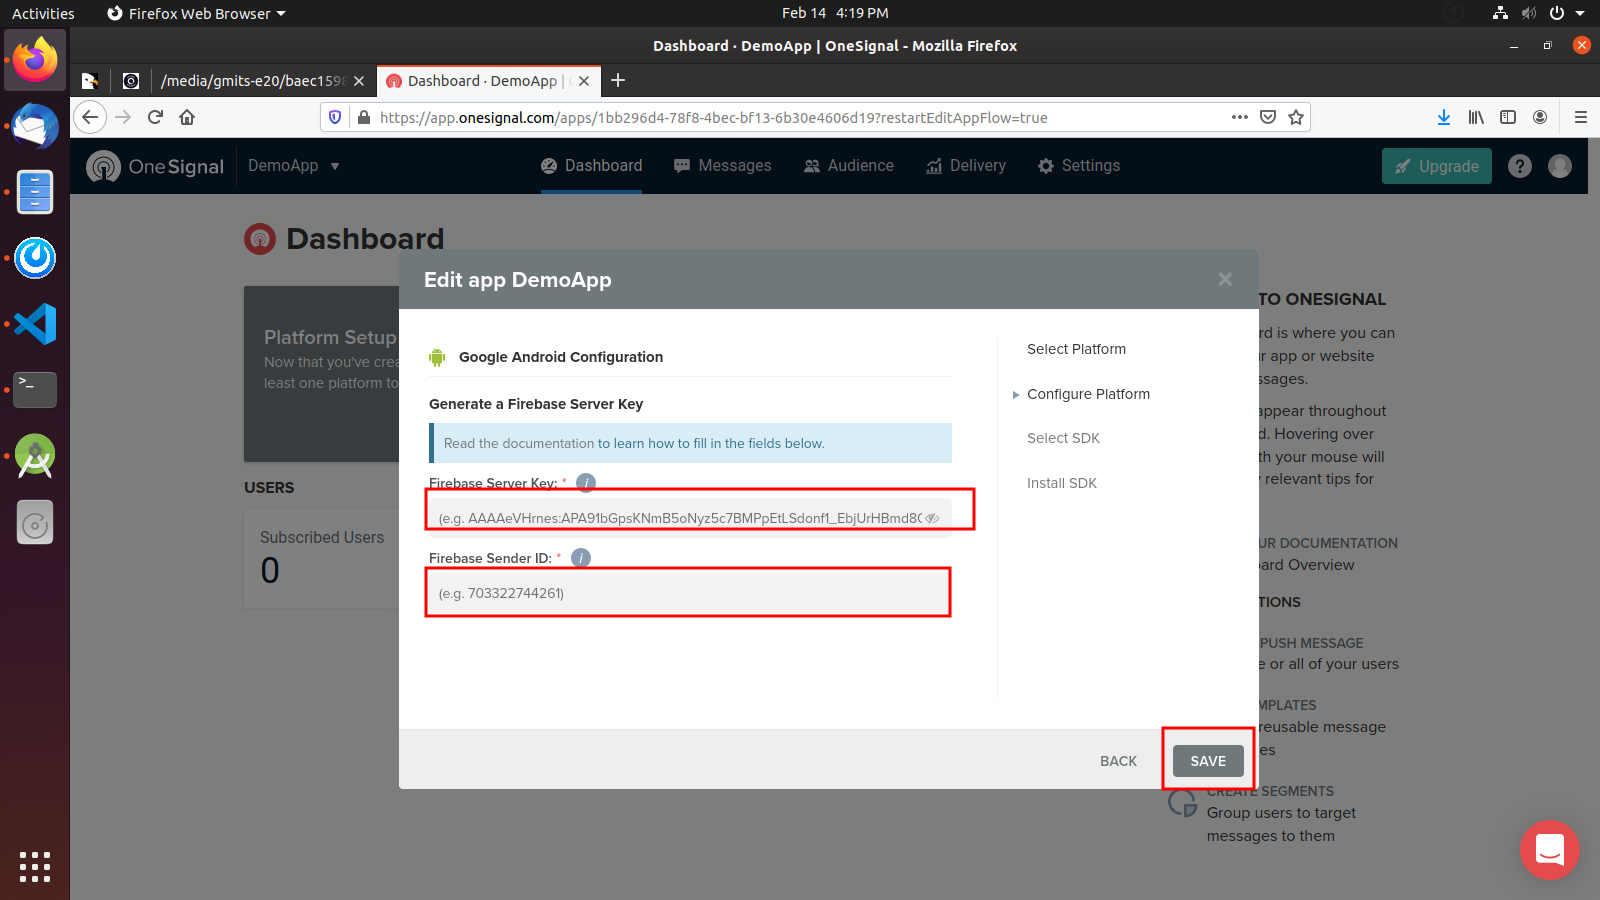 Activities
Firefox Web Browser
Feb 14 4:19 PM
Dashboard · DemoApp | OneSignal - Mozilla Firefox
/media/gmits-e20/baec1598
Dashboard · DemoApp |
https://app.onesignal.com/apps/1bb296d4-78f8-4bec-bf13-6b30e4606d19?restartEditAppFlow=true
OneSignal
DemoApp
Dashboard
Messages
Audience
Delivery
Settings
Upgrade
?
Dashboard
Edit app DemoApp
Platform Setup
Now that you've crea
least one platform to
USERS
Subscribed Users
0
Google Android Configuration
Generate a Firebase Server Key
Read the documentation to learn how to fill in the fields below.
Firebase Server Key: * i
(e.g. AAAAeVHrnes:APA91bGpsKNmB5oNyz5c7BMPpEtLSdonf1_EbjUrHBmd8
Firebase Sender ID: * i
(e.g. 703322744261)
Select Platform
Configure Platform
Select SDK
Install SDK
BACK
SAVE
TO ONESIGNAL
rd is where you can
ur app or website
ssages.
appear throughout
d. Hovering over
th your mouse will
y relevant tips for
UR DOCUMENTATION
ard Overview
TIONS
PUSH MESSAGE
e or all of your users
MPLATES
reusable message
es
CREATE SEGMENTS
Group users to target
messages to them